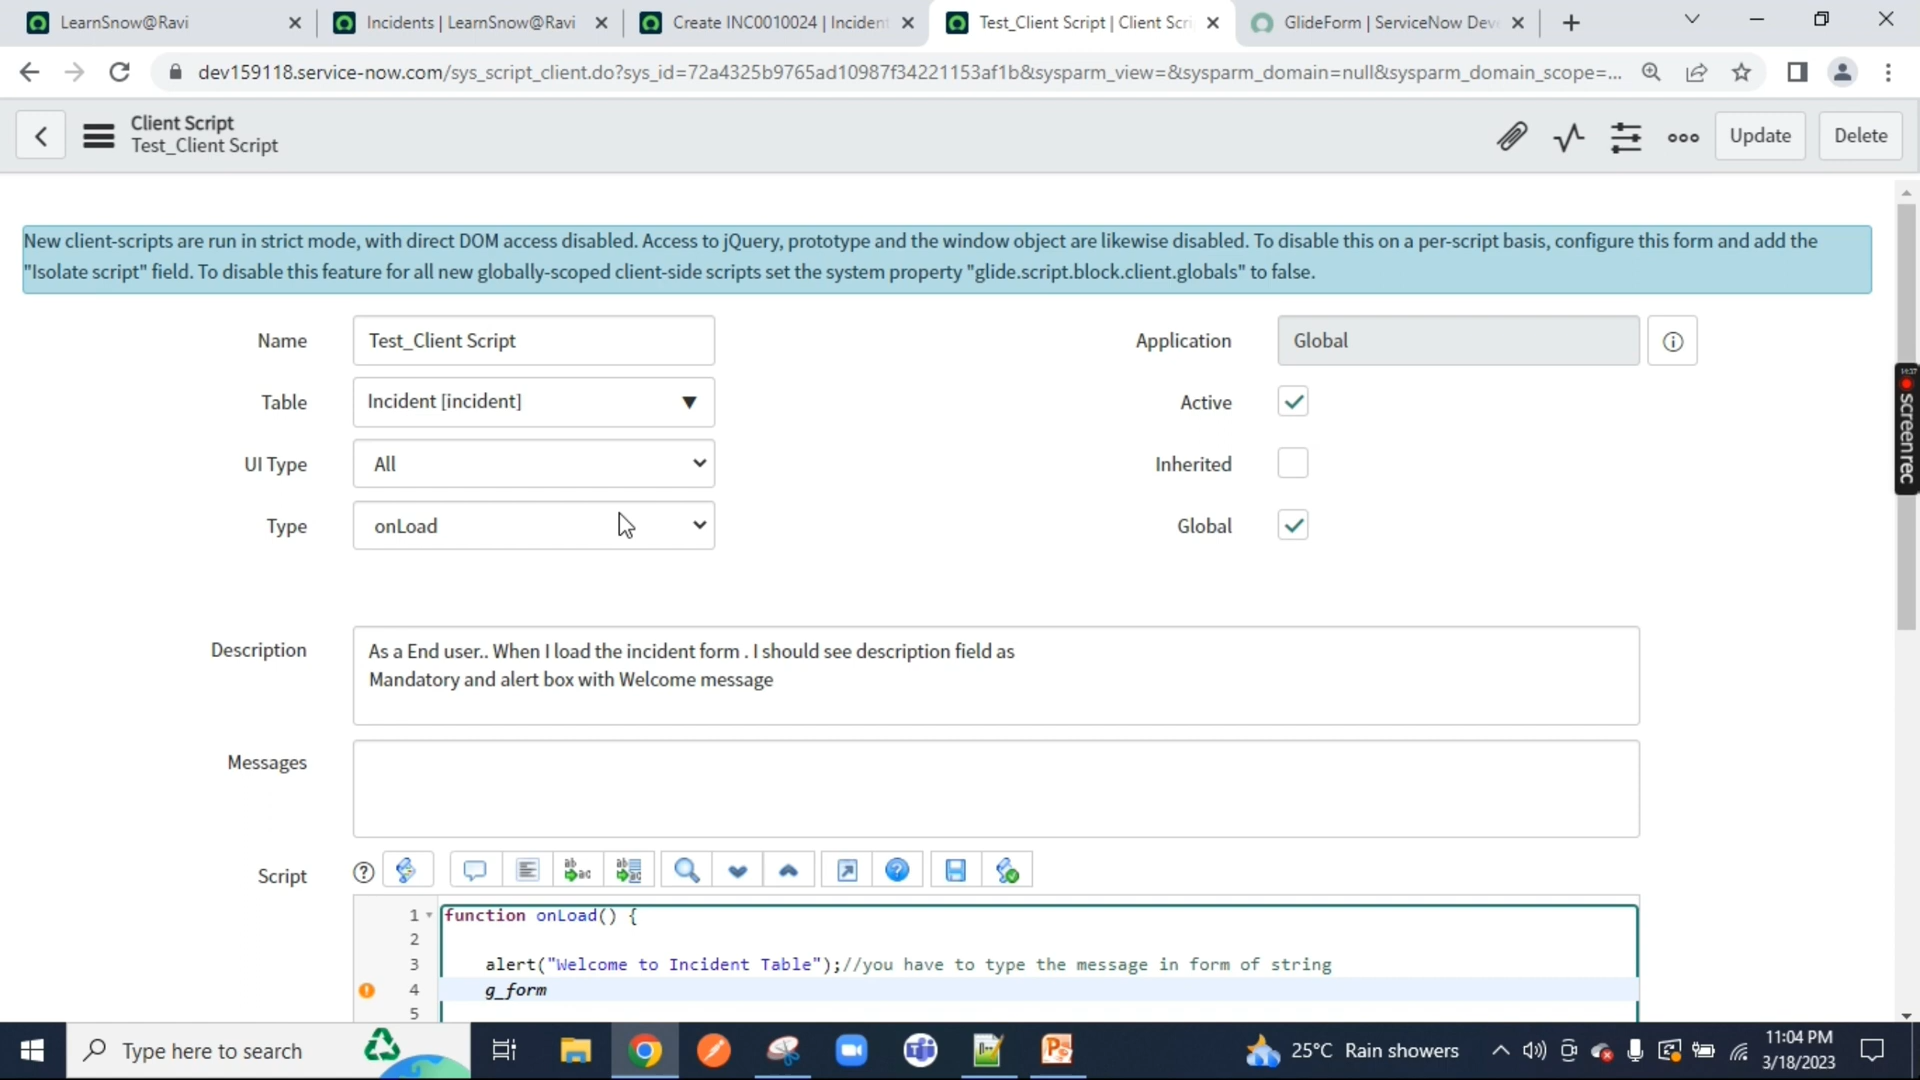 LearnSnow@Ravi
Incidents | LearnSnow@Ravi
Create INC0010024 | Incident
Test_Client Script | Client Scri
GlideForm | ServiceNow Deve
dev159118.service-now.com/sys_script_client.do?sys_id=72a4325b9765ad10987f34221153af1b&sysparm_view=&sysparm_domain=null&sysparm_domain_scope=...
Client Script
Test_Client Script
Update
Delete
New client-scripts are run in strict mode, with direct DOM access disabled. Access to jQuery, prototype and the window object are likewise disabled. To disable this on a per-script basis, configure this form and add the
"Isolate script" field. To disable this feature for all new globally-scoped client-side scripts set the system property "glide.script.block.client.globals" to false.
Name
Test_Client Script
Application
Global
Table
Incident [incident]
Active
UI Type
All
Inherited
Type
onLoad
Global
screenrec
Description
As a End user.. When I load the incident form . I should see description field as
Mandatory and alert box with Welcome message
Messages
Script
1 function onLoad() {
2
3 alert("Welcome to Incident Table");//you have to type the message in form of string
4 g_form
5
Type here to search
25°C Rain showers
11:04 PM
3/18/2023